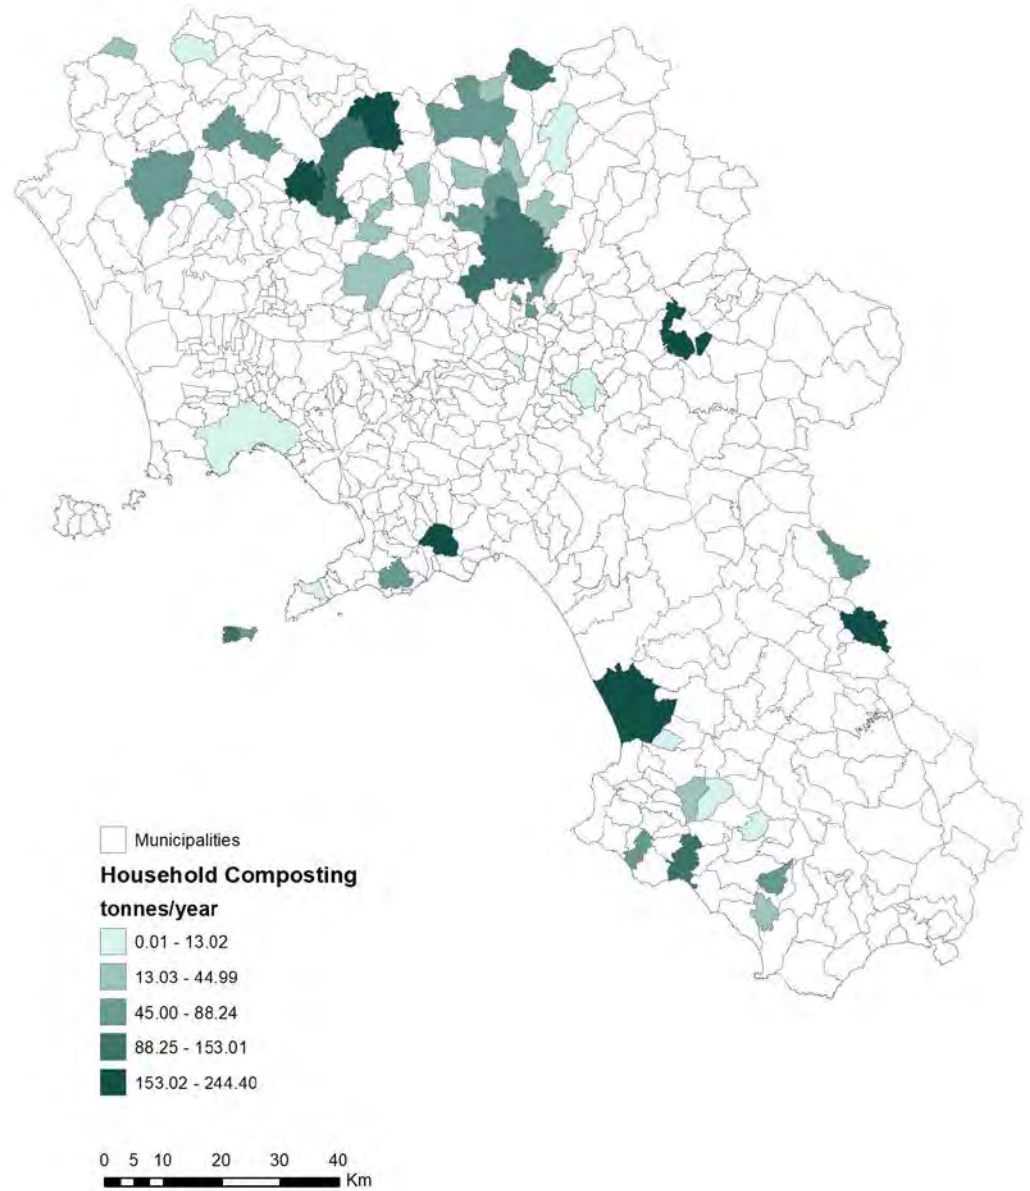 Municipalities
Household Composting
tonnes/year
0.01 - 13.02
13.03 - 44.99
45.00 - 88.24
88.25 - 153.01
153.02 - 244.40
0 5 10 20 30 40
Km